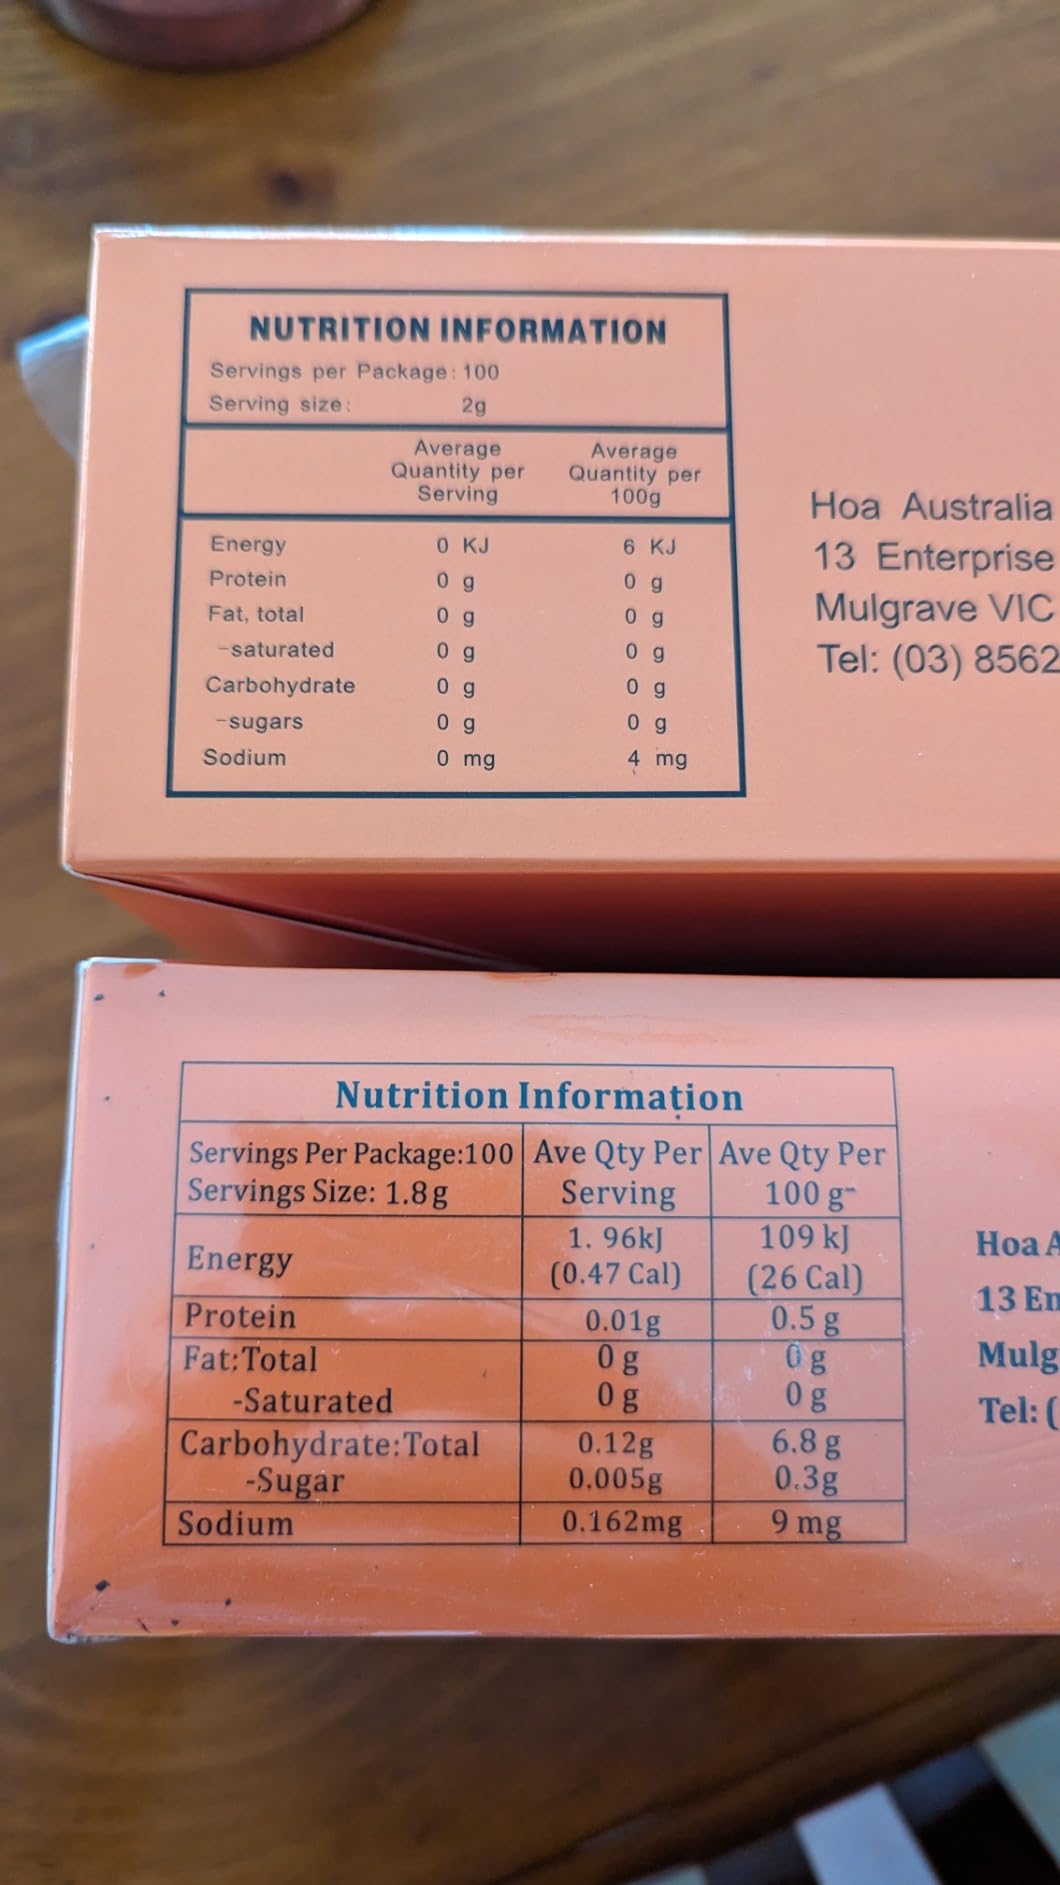 NUTRITION INFORMATION
Servings per Package: 100
Serving size: 2g
Average Quantity per Serving
Average Quantity per 100g
Energy 0 KJ 6 KJ
Protein 0 g 0 g
Fat, total 0 g 0 g
-saturated 0 g 0 g
Carbohydrate 0 g 0 g
-sugars 0 g 0 g
Sodium 0 mg 4 mg
Hoa Australia
13 Enterprise
Mulgrave VIC
Tel: (03) 8562
Nutrition Information
Servings Per Package:100 Ave Qty Per Ave Qty Per
Servings Size: 1.8g Serving 100 g
Energy 1. 96kJ 109 kJ
(0.47 Cal) (26 Cal)
Protein 0.01g 0.5 g
Fat:Total 0 g 0 g
-Saturated 0 g 0 g
Carbohydrate:Total 0.12g 6.8 g
-Sugar 0.005g 0.3g
Sodium 0.162mg 9 mg
Hoa A
13 En
Mulg
Tel: (